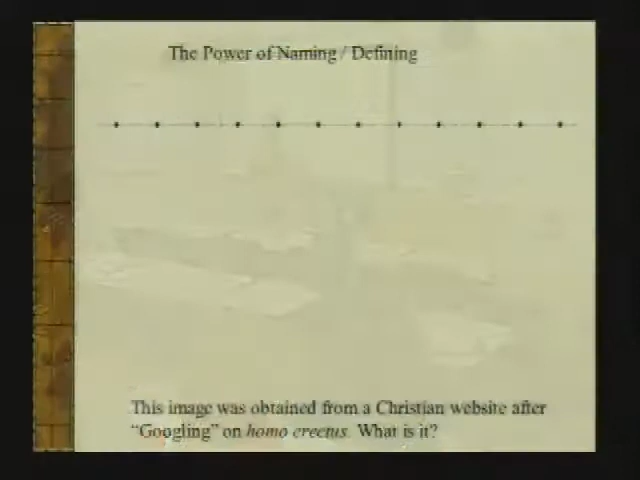 The Power of Naming / Defining
This image was obtained from a Christian website after
“Googling” on homo erectus. What is it?